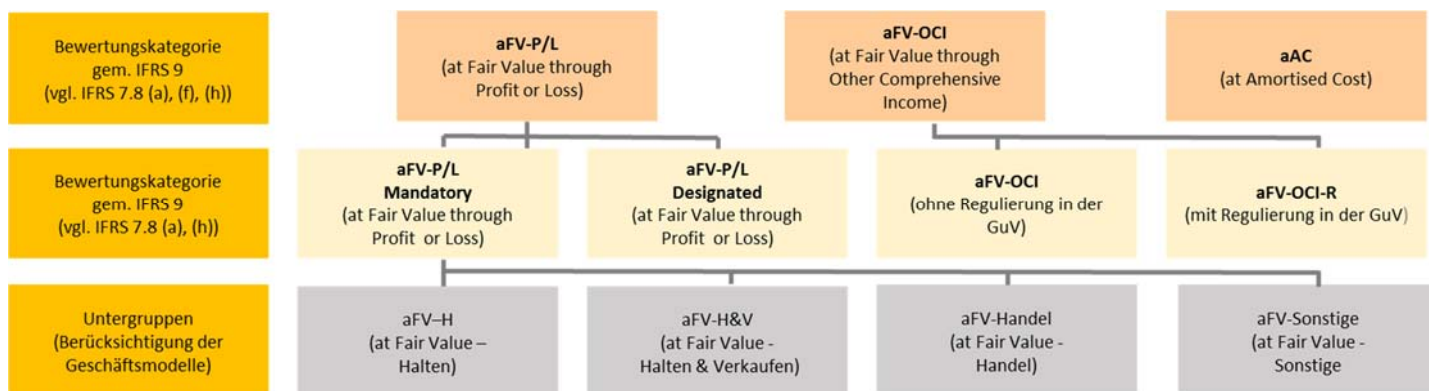 Bewertungskategorie
gem. IFRS 9
(vgl. IFRS 7.8 (a), (f), (h))
aFV-P/L
(at Fair Value through
Profit or Loss)
aFV-OCI
(at Fair Value through
Other Comprehensive
Income)
aAC
(at Amortised Cost)
Bewertungskategorie
gem. IFRS 9
(vgl. IFRS 7.8 (a), (h))
aFV-P/L
Mandatory
(at Fair Value through
Profit or Loss)
aFV-P/L
Designated
(at Fair Value through
Profit or Loss)
aFV-OCI
(ohne Regulierung in der
GuV)
aFV-OCI-R
(mit Regulierung in der GuV)
Untergruppen
(Berücksichtigung der
Geschäftsmodelle)
aFV–H
(at Fair Value –
Halten)
aFV-H&V
(at Fair Value -
Halten & Verkaufen)
aFV-Handel
(at Fair Value -
Handel)
aFV-Sonstige
(at Fair Value -
Sonstige